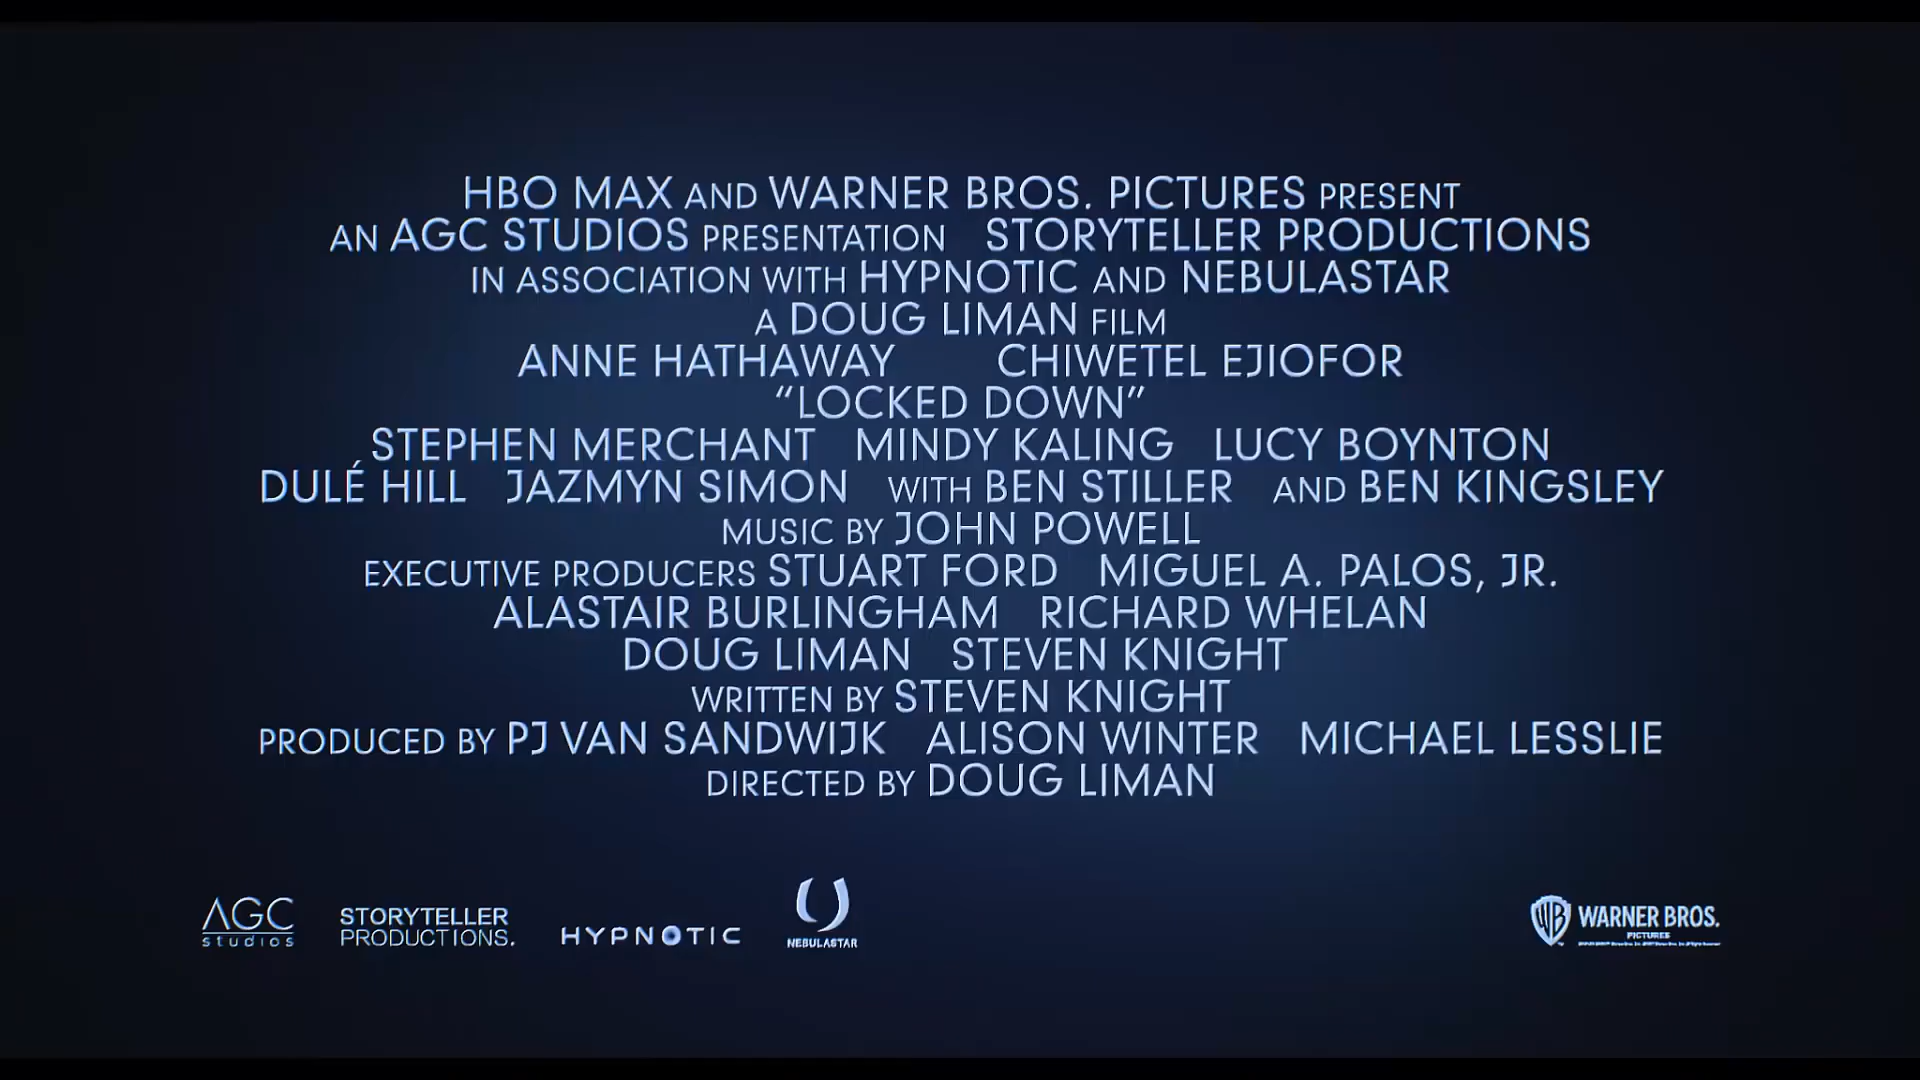 HBO MAX AND WARNER BROS. PICTURES PRESENT
AN AGC STUDIOS PRESENTATION STORYTELLER PRODUCTIONS
IN ASSOCIATION WITH HYPNOTIC AND NEBULASTAR
A DOUG LIMAN FILM
ANNE HATHAWAY CHIWETEL EJIOFOR
“LOCKED DOWN”
STEPHEN MERCHANT MINDY KALING LUCY BOYNTON
DULÉ HILL JAZMYN SIMON WITH BEN STILLER AND BEN KINGSLEY
MUSIC BY JOHN POWELL
EXECUTIVE PRODUCERS STUART FORD MIGUEL A. PALOS, JR.
ALASTAIR BURLINGHAM RICHARD WHELAN
DOUG LIMAN STEVEN KNIGHT
WRITTEN BY STEVEN KNIGHT
PRODUCED BY PJ VAN SANDWIJK ALISON WINTER MICHAEL LESSLIE
DIRECTED BY DOUG LIMAN
AGC studios
STORYTELLER
PRODUCTIONS.
HYPNOTIC
NEBULASTAR
WB WARNER BROS.
PICTURES